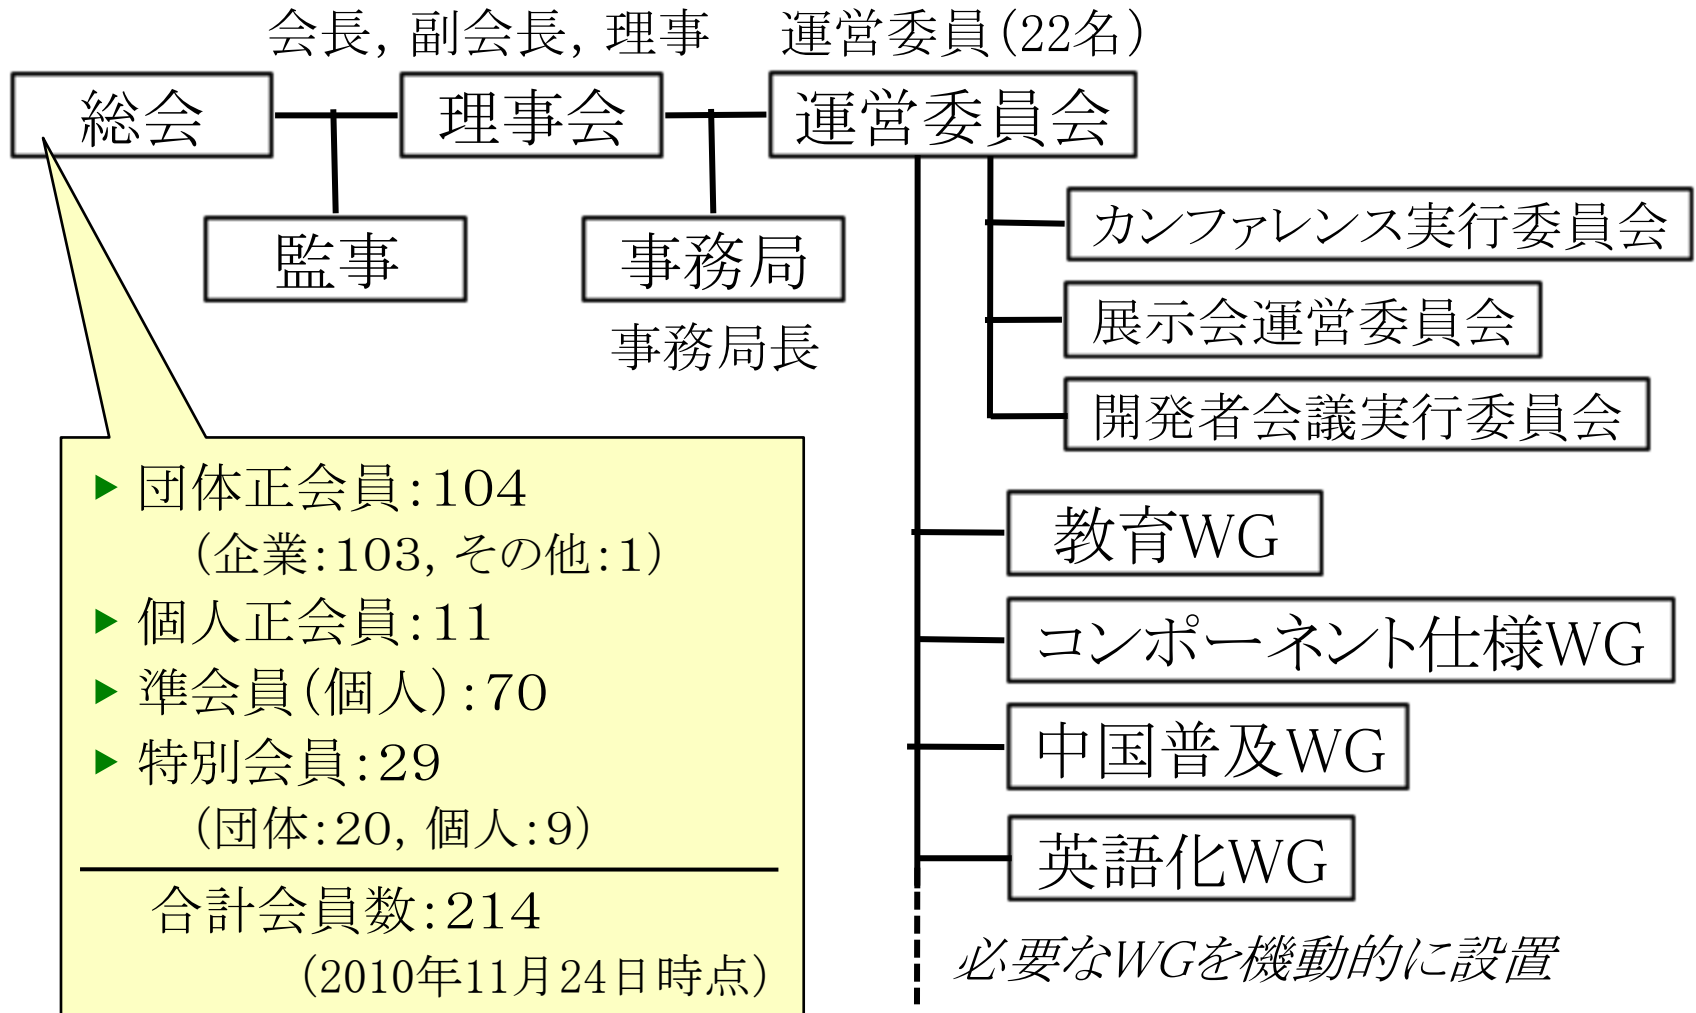 会長, 副会長, 理事
運営委員(22名)
総会
理事会
運営委員会
監事
事務局
事務局長
カンファレンス実行委員会
展示会運営委員会
開発者会議実行委員会
教育WG
コンポーネント仕様WG
中国普及WG
英語化WG
必要なWGを機動的に設置
団体正会員:104
(企業:103, その他:1)
個人正会員:11
準会員(個人):70
特別会員:29
(団体:20, 個人:9)
合計会員数:214
(2010年11月24日時点)